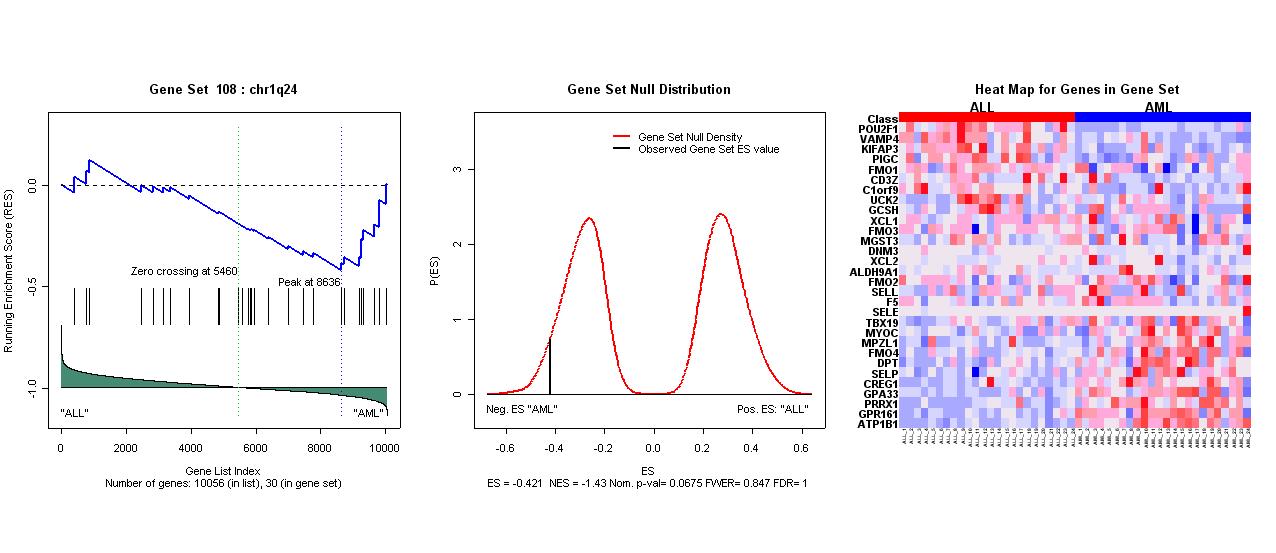 Gene Set  108 : chr1q24
Running Enrichment Score (RES)
0.0
-0.5
-1.0
Zero crossing at 5460
Peak at 8636
"ALL"
"AML"
0
2000
4000
6000
8000
10000
Gene List Index
Number of genes: 10056 (in list), 30 (in gene set)
Gene Set Null Distribution
P(ES)
3
2
1
0
Gene Set Null Density
Observed Gene Set ES value
Neg. ES "AML"
Pos. ES: "ALL"
-0.6
-0.4
-0.2
0.0
0.2
0.4
0.6
ES
ES = -0.421  NES = -1.43 Nom. p-val= 0.0675 FWER= 0.847 FDR= 1
Heat Map for Genes in Gene Set
ALL
AML
Class
POU2F1
VAMP4
KIFAP3
PIGC
FMO1
CD3Z
C1orf9
UCK2
GCSH
XCL1
FMO3
MGST3
DNM3
XCL2
ALDH9A1
FMO2
SELL
F5
SELE
TBX19
MYOC
MPZL1
FMO4
DPT
SELP
CREG1
GPA33
PRRX1
GPR161
ATP1B1